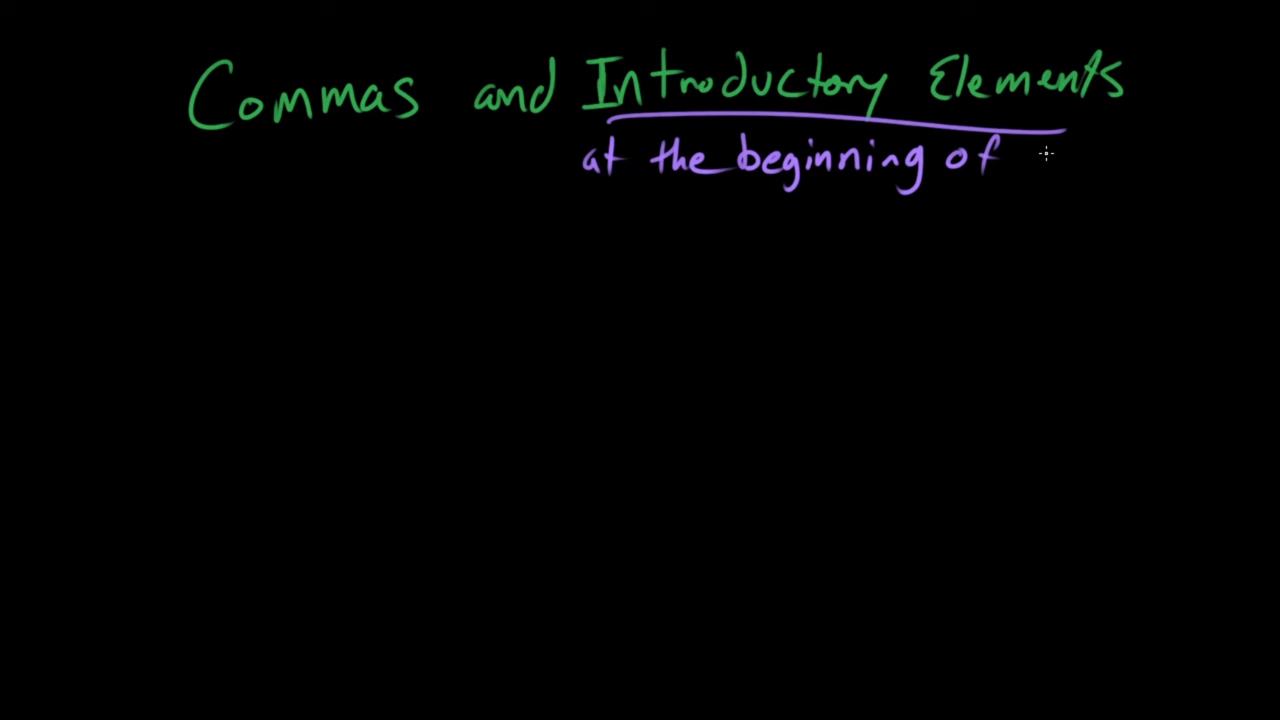 Commas and Introductory Elements
at the beginning of